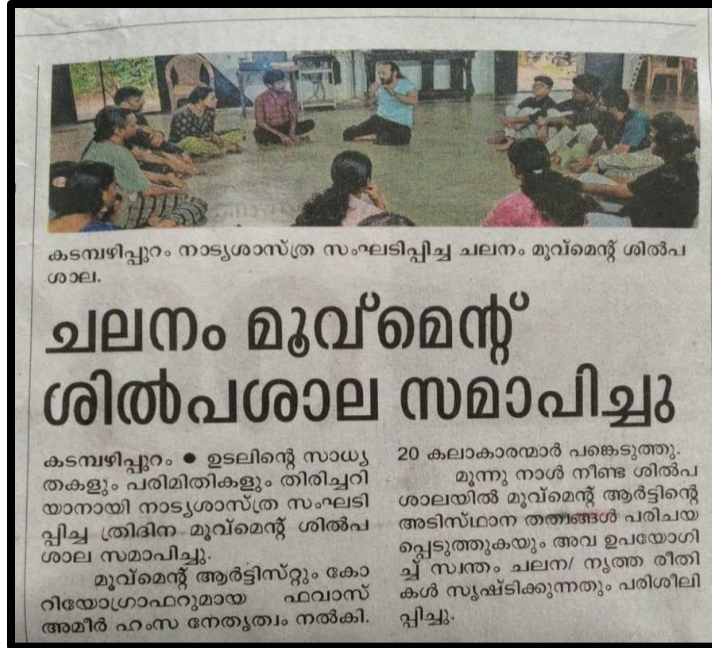 കടമ്പഴിപ്പുറം നാട്യശാസ്ത്ര സംഘടിപ്പിച്ച ചലനം മൂവ്മെന്റ് ശിൽപ
ശാല.
ചലനം മൂവ്മെന്റ്
ശിൽപശാല സമാപിച്ചു
കടമ്പഴിപ്പുറം ● ഉടലിന്റെ സാധ്യ
തകളും പരിമിതികളും തിരിച്ചറി
യാനായി നാട്യശാസ്ത്ര സംഘടി
പ്പിച്ച ത്രിദിന മൂവ്മെന്റ് ശിൽപ
ശാല സമാപിച്ചു.
മൂവ്മെന്റ് ആർട്ടിസ്റ്റും കോ
റിയോഗ്രാഫറുമായ ഫവാസ്
അമീർ ഹംസ നേതൃത്വം നൽകി.
20 കലാകാരന്മാർ പങ്കെടുത്തു.
മൂന്നു നാൾ നീണ്ട ശിൽപ
ശാലയിൽ മൂവ്മെന്റ് ആർട്ടിന്റെ
അടിസ്ഥാന തത്വങ്ങൾ പരിചയ
പ്പെടുത്തുകയും അവ ഉപയോഗി
ച്ച് സ്വന്തം ചലന/ നൃത്ത രീതി
കൾ സൃഷ്ടിക്കുന്നതും പരിശീലി
പ്പിച്ചു.